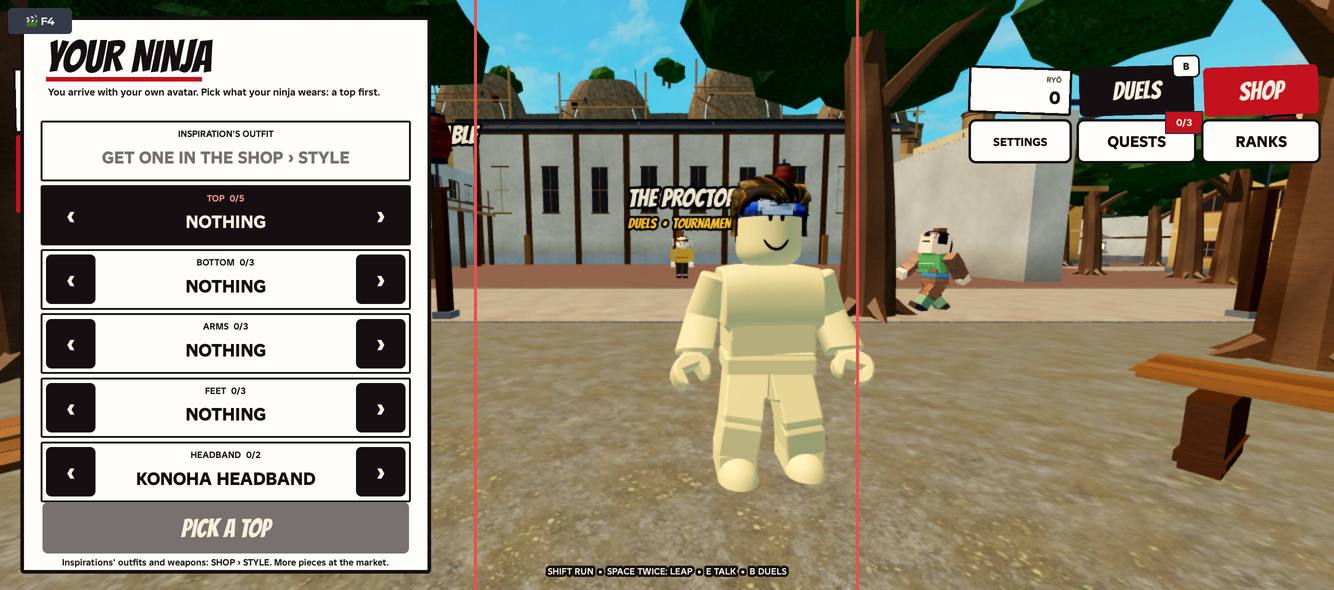 F4
YOUR NINJA
You arrive with your own avatar. Pick what your ninja wears: a top first.
INSPIRATION'S OUTFIT
GET ONE IN THE SHOP › STYLE
TOP 0/5
‹ NOTHING ›
BOTTOM 0/3
‹ NOTHING ›
ARMS 0/3
‹ NOTHING ›
FEET 0/3
‹ NOTHING ›
HEADBAND 0/2
‹ KONOHA HEADBAND ›
PICK A TOP
Inspirations' outfits and weapons: SHOP › STYLE. More pieces at the market.
THE PROCTOR
DUELS • TOURNAMEN
SHIFT RUN • SPACE TWICE: LEAP • E TALK • B DUELS
RYŌ
0
B
DUELS
SHOP
SETTINGS
0/3
QUESTS
RANKS